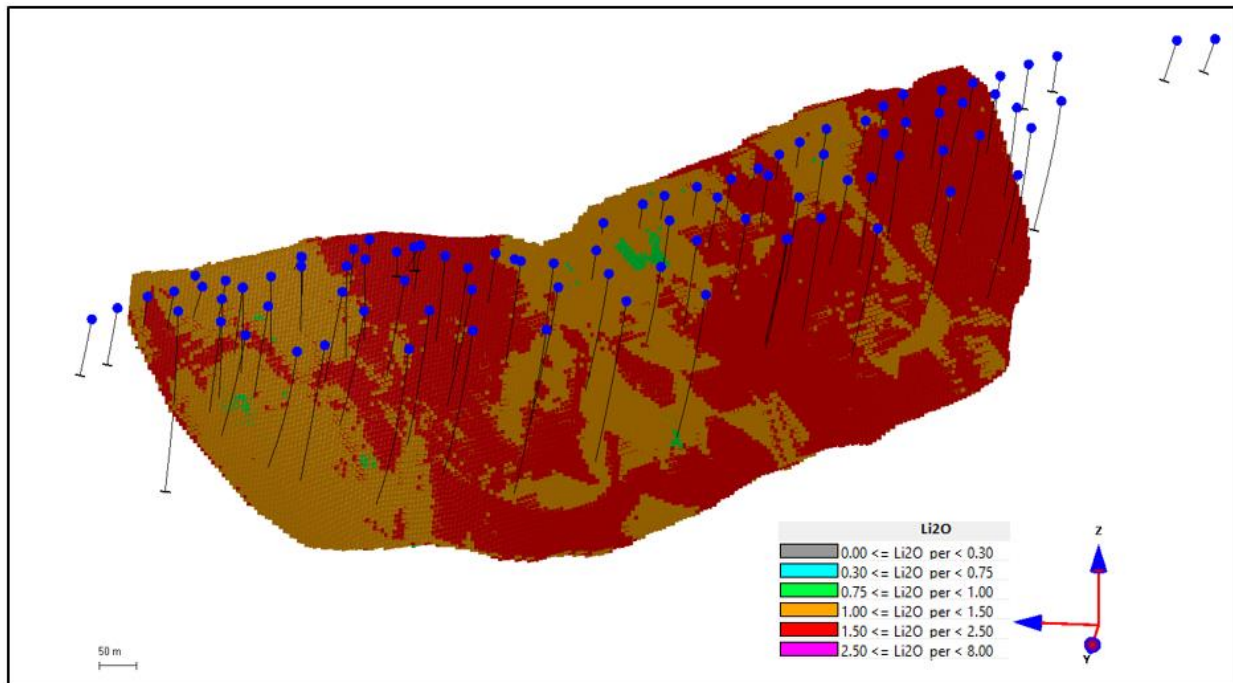 Li2O
0.00 <= Li2O per < 0.30
0.30 <= Li2O per < 0.75
0.75 <= Li2O per < 1.00
1.00 <= Li2O per < 1.50
1.50 <= Li2O per < 2.50
2.50 <= Li2O per < 8.00
Z
Y
50 m